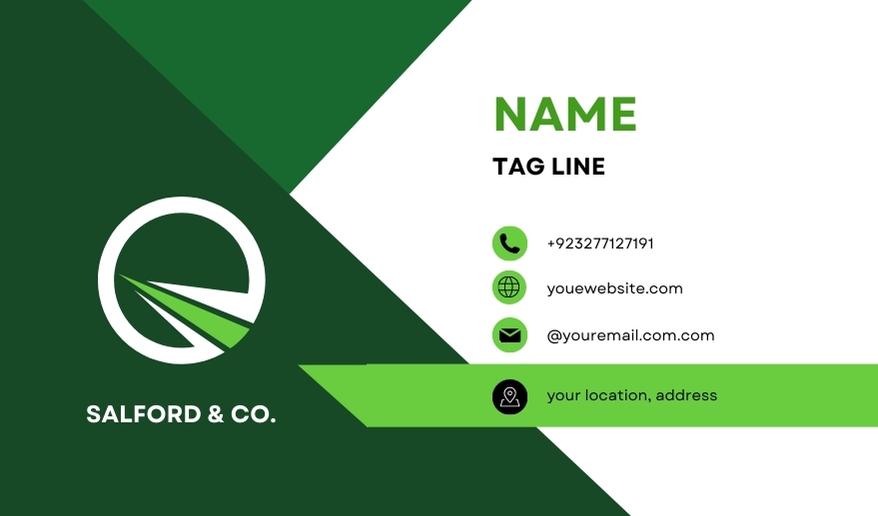 NAME
TAG LINE
+923277127191
youewebsite.com
@youremail.com.com
your location, address
SALFORD & CO.